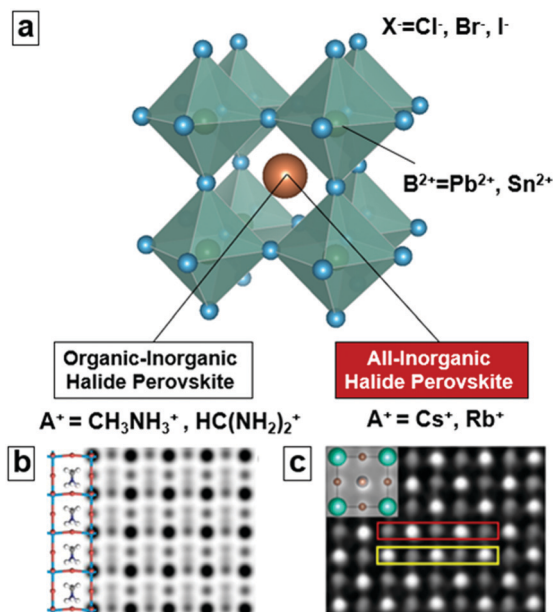 a
X⁻=Cl⁻, Br⁻, I⁻
B²⁺=Pb²⁺, Sn²⁺
Organic-Inorganic
Halide Perovskite
All-Inorganic
Halide Perovskite
A⁺ = CH₃NH₃⁺, HC(NH₂)₂⁺
A⁺ = Cs⁺, Rb⁺
b
c